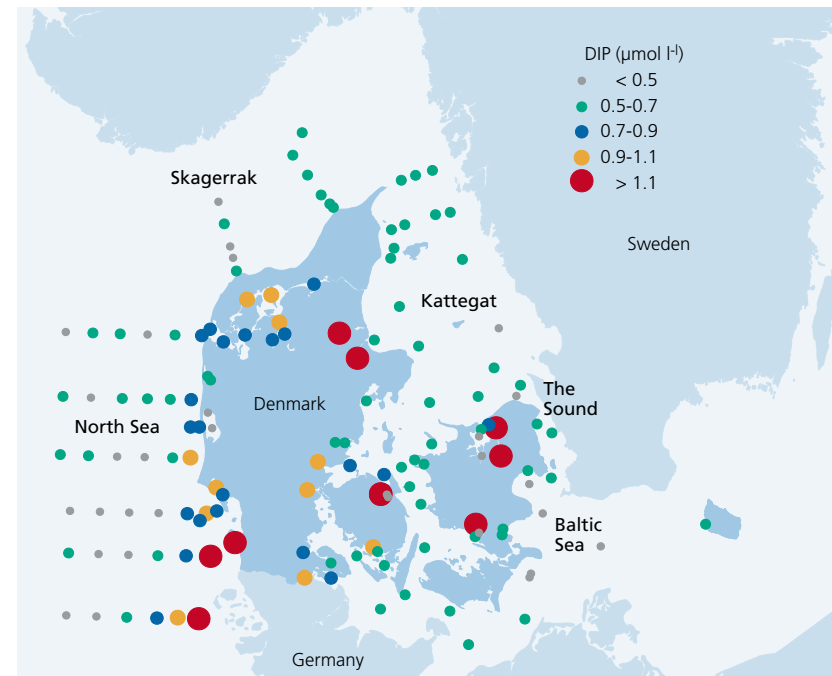 DIP (µmol l-l)
< 0.5
0.5-0.7
0.7-0.9
0.9-1.1
> 1.1
Skagerrak
Sweden
Kattegat
The
Sound
Denmark
North Sea
Baltic
Sea
Germany